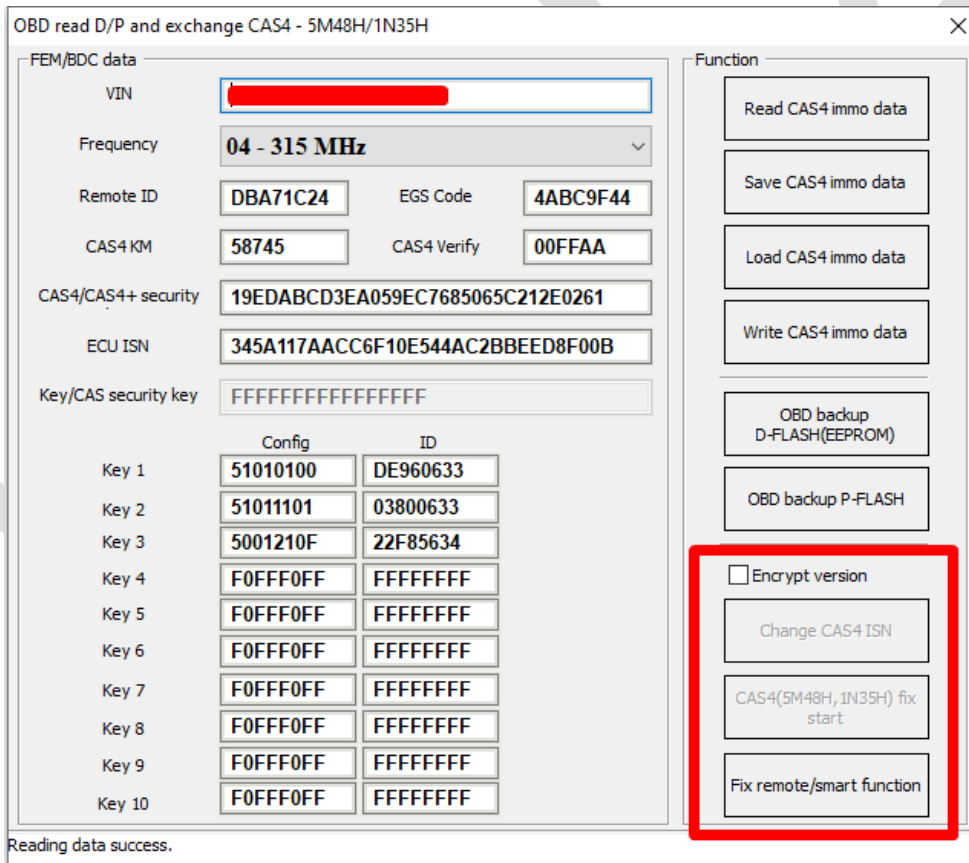 OBD read D/P and exchange CAS4 - 5M48H/1N35H
FEM/BDC data
VIN
Frequency
04 - 315 MHz
Remote ID
DBA71C24
EGS Code
4ABC9F44
CAS4 KM
58745
CAS4 Verify
00FFAA
CAS4/CAS4+ security
19EDABCD3EA059EC7685065C212E0261
ECU ISN
345A117AACC6F10E544AC2BBEED8F00B
Key/CAS security key
FFFFFFFFFFFFFFFF
Config
ID
Key 1
51010100
DE960633
Key 2
51011101
03800633
Key 3
5001210F
22F85634
Key 4
F0FFF0FF
FFFFFFFF
Key 5
F0FFF0FF
FFFFFFFF
Key 6
F0FFF0FF
FFFFFFFF
Key 7
F0FFF0FF
FFFFFFFF
Key 8
F0FFF0FF
FFFFFFFF
Key 9
F0FFF0FF
FFFFFFFF
Key 10
F0FFF0FF
FFFFFFFF
Function
Read CAS4 immo data
Save CAS4 immo data
Load CAS4 immo data
Write CAS4 immo data
OBD backup
D-FLASH(EEPROM)
OBD backup P-FLASH
Encrypt version
Change CAS4 ISN
CAS4(5M48H,1N35H) fix
start
Fix remote/smart function
Reading data success.